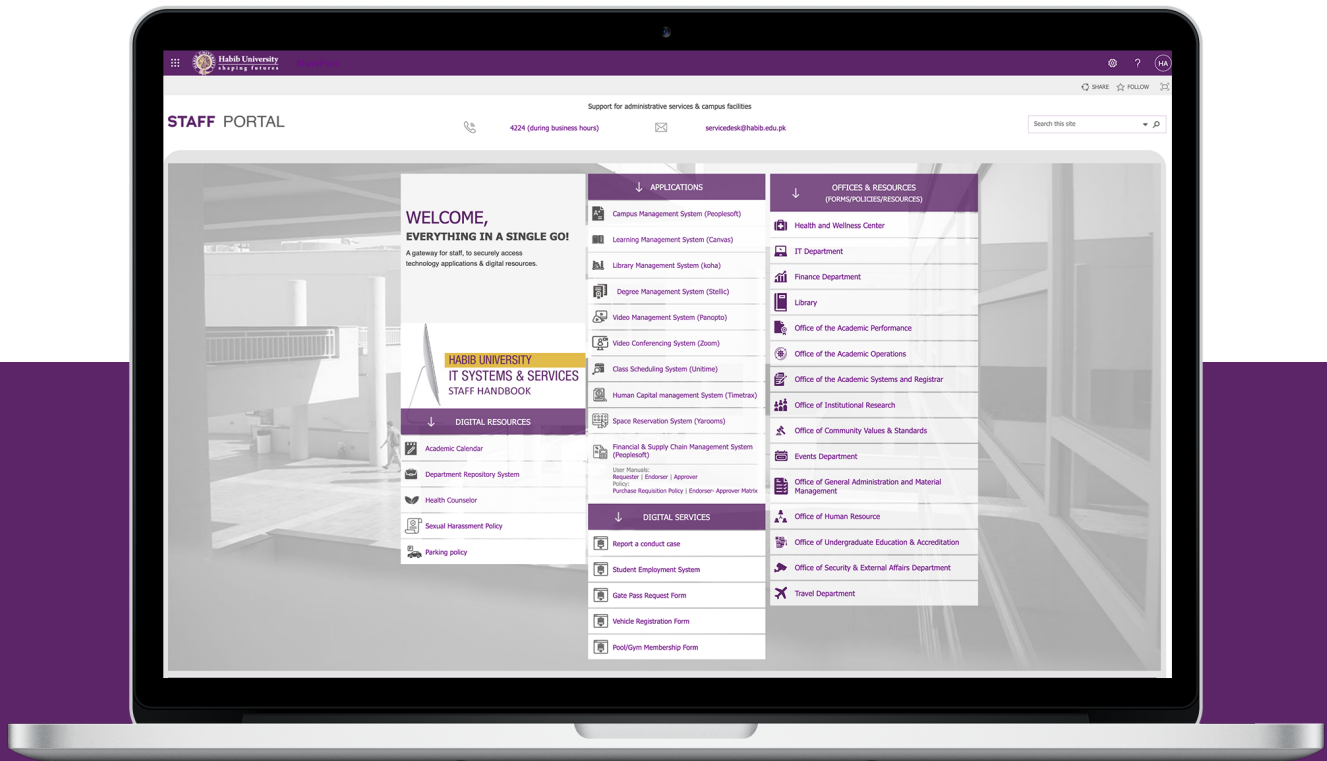 Habib University
shaping futures
SharePoint
?
HA
SHARE
FOLLOW
Support for administrative services & campus facilities
STAFF PORTAL
4224 (during business hours)
servicedesk@habib.edu.pk
Search this site
WELCOME,
EVERYTHING IN A SINGLE GO!
A gateway for staff, to securely access
technology applications & digital resources.
HABIB UNIVERSITY
IT SYSTEMS & SERVICES
STAFF HANDBOOK
DIGITAL RESOURCES
Academic Calendar
Department Repository System
Health Counselor
Sexual Harassment Policy
Parking policy
APPLICATIONS
Campus Management System (Peoplesoft)
Learning Management System (Canvas)
Library Management System (koha)
Degree Management System (Stellic)
Video Management System (Panopto)
Video Conferencing System (Zoom)
Class Scheduling System (Unitime)
Human Capital management System (Timetrax)
Space Reservation System (Yarooms)
Financial & Supply Chain Management System
(Peoplesoft)
User Manuals:
Requester | Endorser | Approver
Policy:
Purchase Requisition Policy | Endorser- Approver Matrix
DIGITAL SERVICES
Report a conduct case
Student Employment System
Gate Pass Request Form
Vehicle Registration Form
Pool/Gym Membership Form
OFFICES & RESOURCES
(FORMS/POLICIES/RESOURCES)
Health and Wellness Center
IT Department
Finance Department
Library
Office of the Academic Performance
Office of the Academic Operations
Office of the Academic Systems and Registrar
Office of Institutional Research
Office of Community Values & Standards
Events Department
Office of General Administration and Material
Management
Office of Human Resource
Office of Undergraduate Education & Accreditation
Office of Security & External Affairs Department
Travel Department